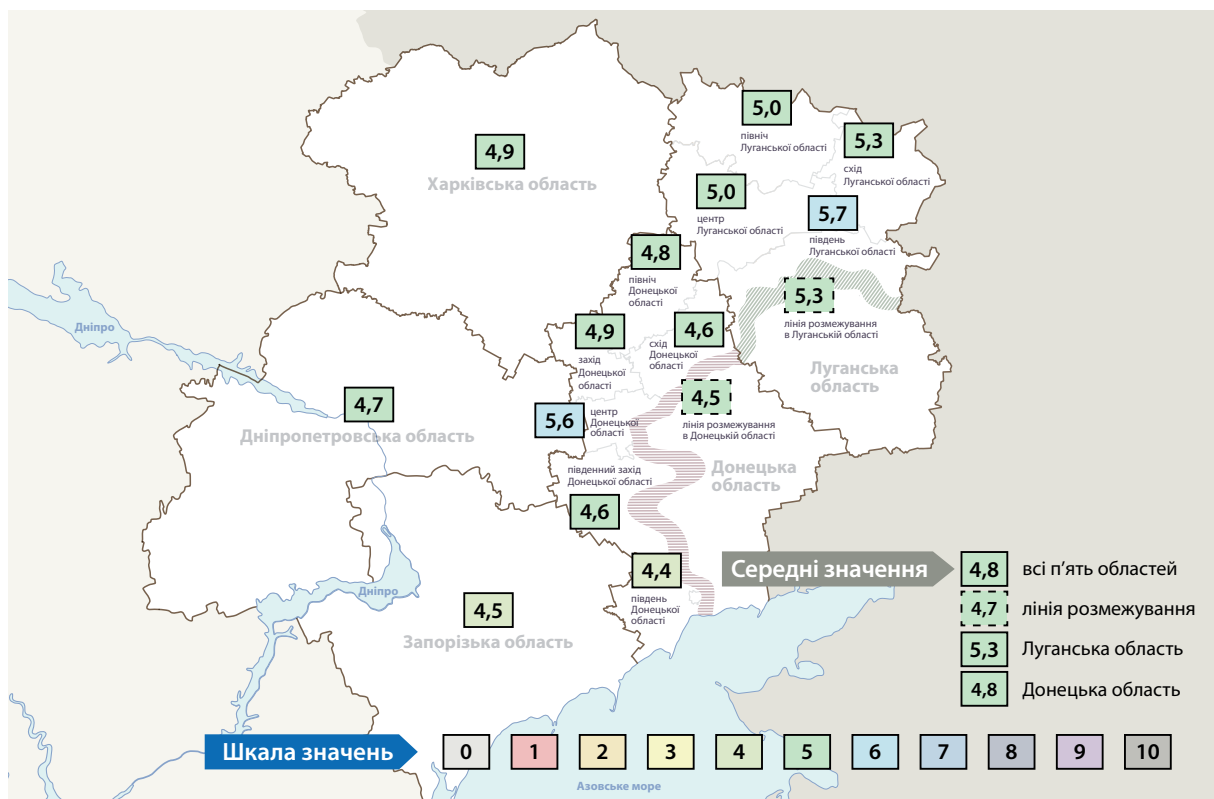 5,0
північ
Луганської області
5,3
схід
Луганської області
4,9
Харківська область
5,0
центр
Луганської області
5,7
південь
Луганської області
4,8
північ
Донецької
області
5,3
лінія розмежування
в Луганській області
4,9
захід
Донецької
області
4,6
схід
Донецької
області
Дніпро
Луганська
область
4,7
Дніпропетровська область
4,5
лінія розмежування
в Донецькій області
5,6
центр
Донецької
області
південний захід
Донецької області
4,6
Донецька
область
4,4
південь
Донецької
області
Дніпро
4,5
Запорізька область
Середні значення
4,8 всі п’ять областей
4,7 лінія розмежування
5,3 Луганська область
4,8 Донецька область
Шкала значень 0 1 2 3 4 5 6 7 8 9 10
Азовське море